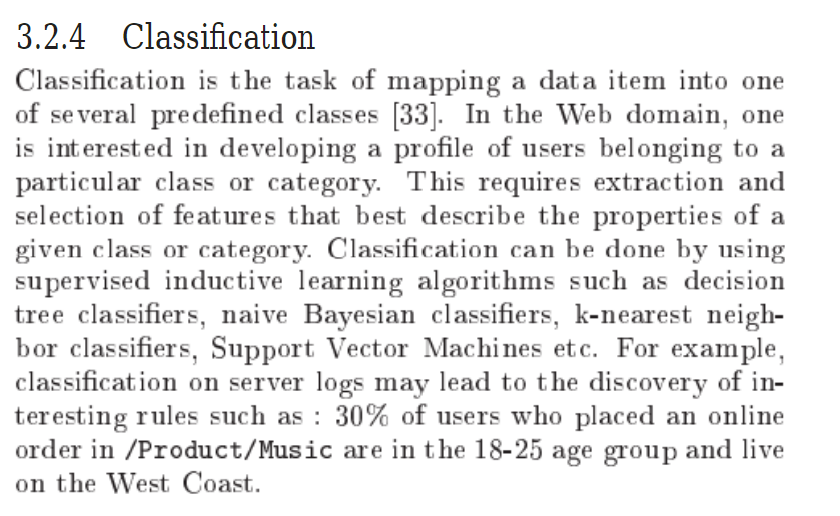 3.2.4 Classification
Classification is the task of mapping a data item into one
of several predefined classes [33]. In the Web domain, one
is interested in developing a profile of users belonging to a
particular class or category. This requires extraction and
selection of features that best describe the properties of a
given class or category. Classification can be done by using
supervised inductive learning algorithms such as decision
tree classifiers, naive Bayesian classifiers, k-nearest neigh-
bor classifiers, Support Vector Machines etc. For example,
classification on server logs may lead to the discovery of in-
teresting rules such as : 30% of users who placed an online
order in /Product/Music are in the 18-25 age group and live
on the West Coast.